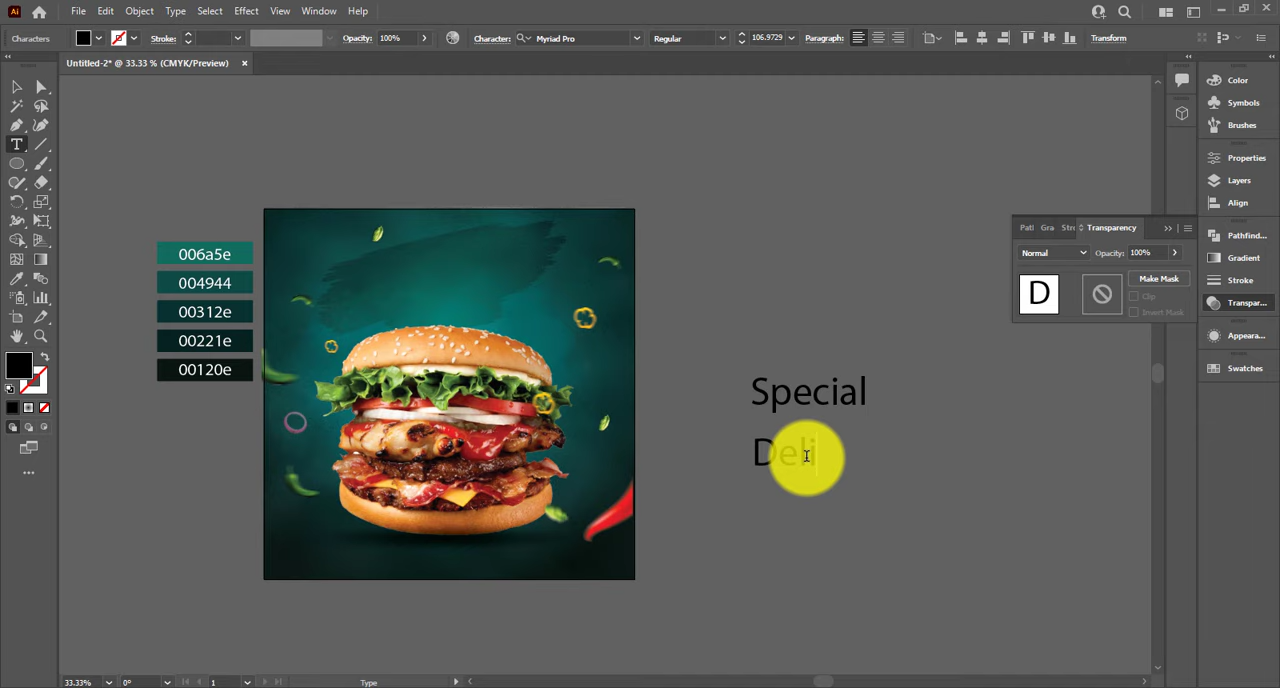 Ai File Edit Object Type Select Effect View Window Help
Characters Stroke: Opacity: 100% Character: Myriad Pro Regular 106.9729 Paragraph: Transform
Untitled-2* @ 33.33 % (CMYK/Preview) ×
Color
Symbols
Brushes
Properties
Layers
Align
Pathfind...
Gradient
Stroke
Transpar...
Appeara...
Swatches
Gra Transparency
Normal Opacity: 100%
D Make Mask
Clip
Invert Mask
006a5e
004944
00312e
00221e
00120e
Special
Deli
33.33% 0° 1 Type